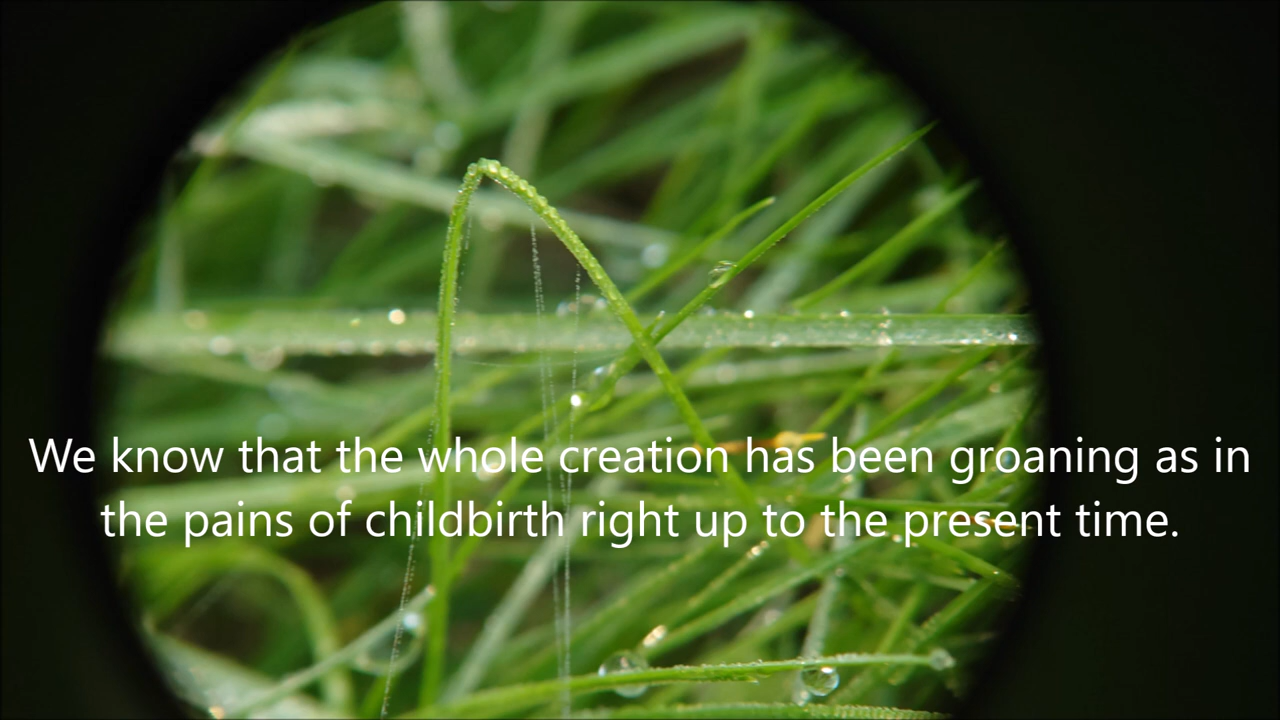 We know that the whole creation has been groaning as in
the pains of childbirth right up to the present time.